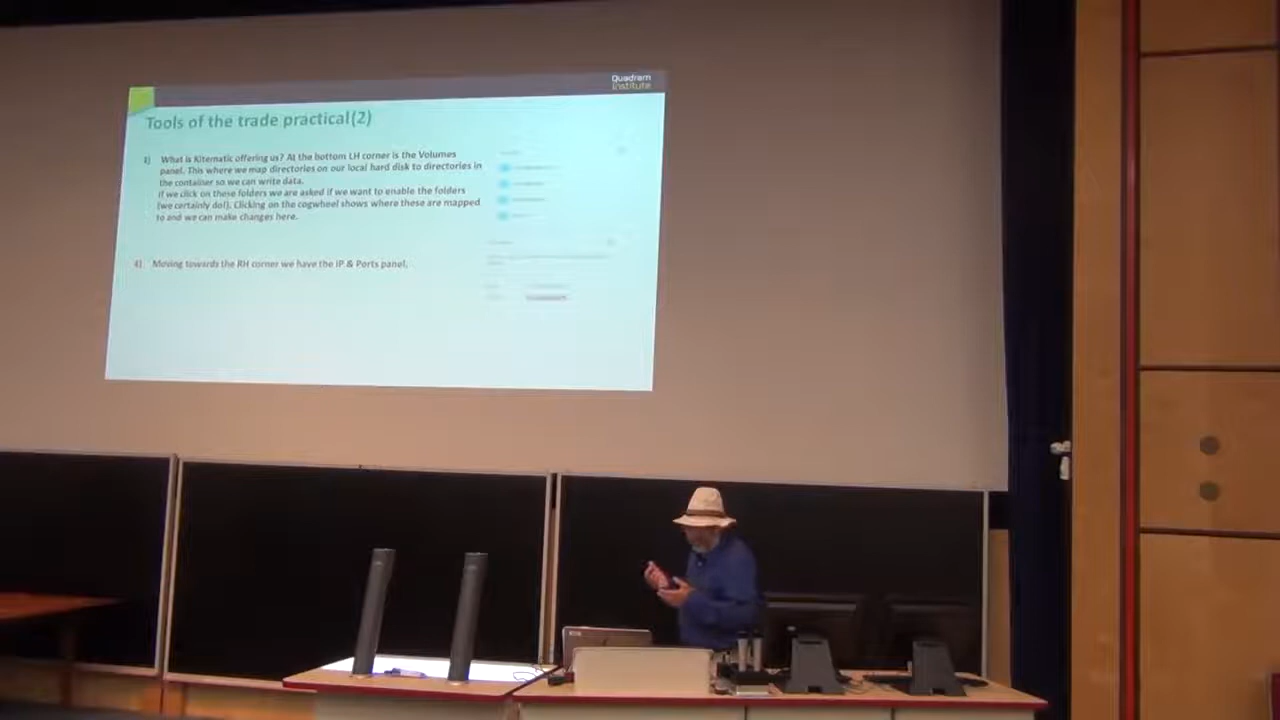 Quadram
Institute
Tools of the trade practical(2)
3) What is Kitematic offering us? At the bottom LH corner is the Volumes
panel. This where we map directories on our local hard disk to directories in
the container so we can write data.
If we click on these folders we are asked if we want to enable the folders
(we certainly do!). Clicking on the cogwheel shows where these are mapped
to and we can make changes here.
4) Moving towards the RH corner we have the IP & Ports panel.